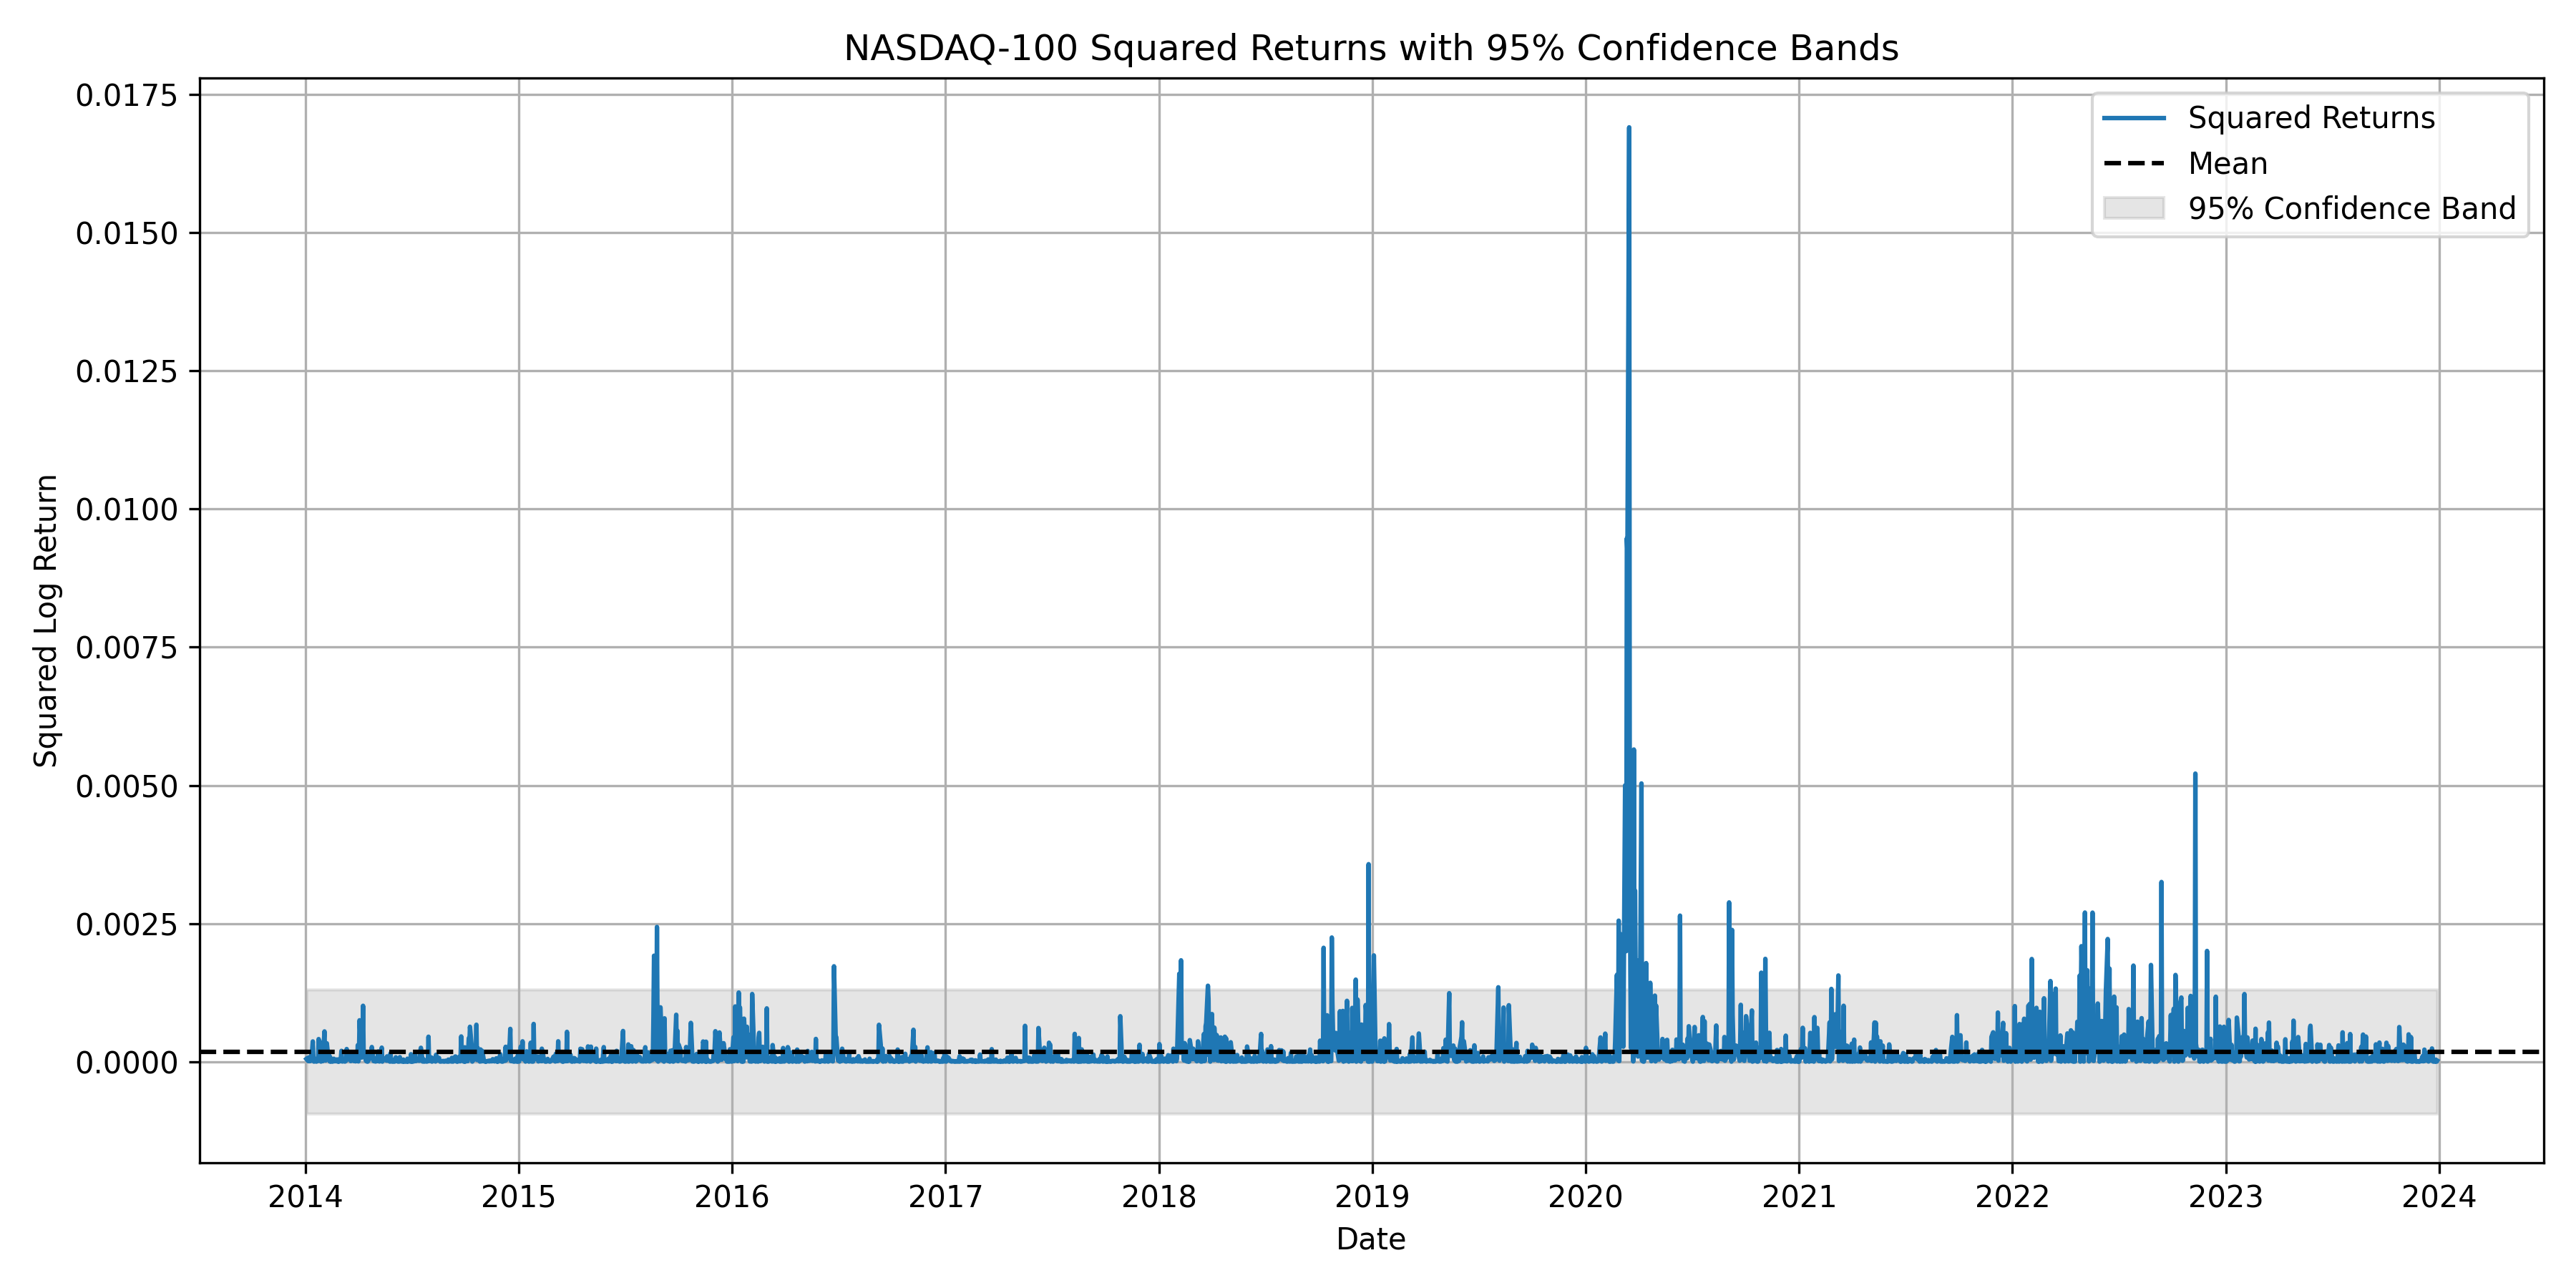 NASDAQ-100 Squared Returns with 95% Confidence Bands
Squared Returns
Mean
95% Confidence Band
Squared Log Return
0.0175
0.0150
0.0125
0.0100
0.0075
0.0050
0.0025
0.0000
2014 2015 2016 2017 2018 2019 2020 2021 2022 2023 2024
Date